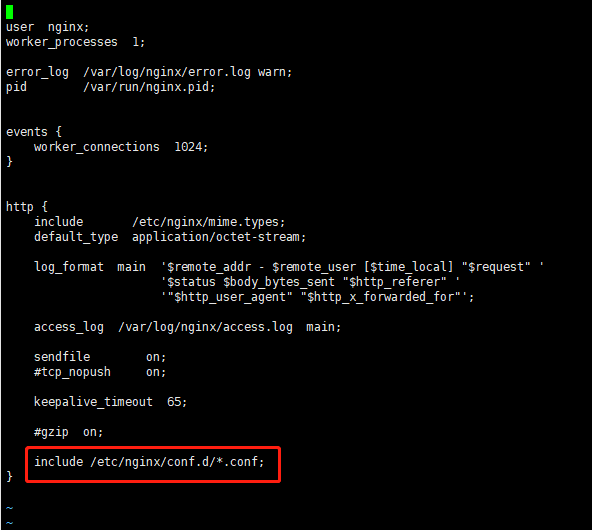 user  nginx;
worker_processes  1;
error_log  /var/log/nginx/error.log warn;
pid        /var/run/nginx.pid;
events {
    worker_connections  1024;
}
http {
    include       /etc/nginx/mime.types;
    default_type  application/octet-stream;
    log_format  main  '$remote_addr - $remote_user [$time_local] "$request" '
                      '$status $body_bytes_sent "$http_referer" '
                      '"$http_user_agent" "$http_x_forwarded_for"';
    access_log  /var/log/nginx/access.log  main;
    sendfile        on;
    #tcp_nopush     on;
    keepalive_timeout  65;
    #gzip  on;
    include /etc/nginx/conf.d/*.conf;
}
~
~